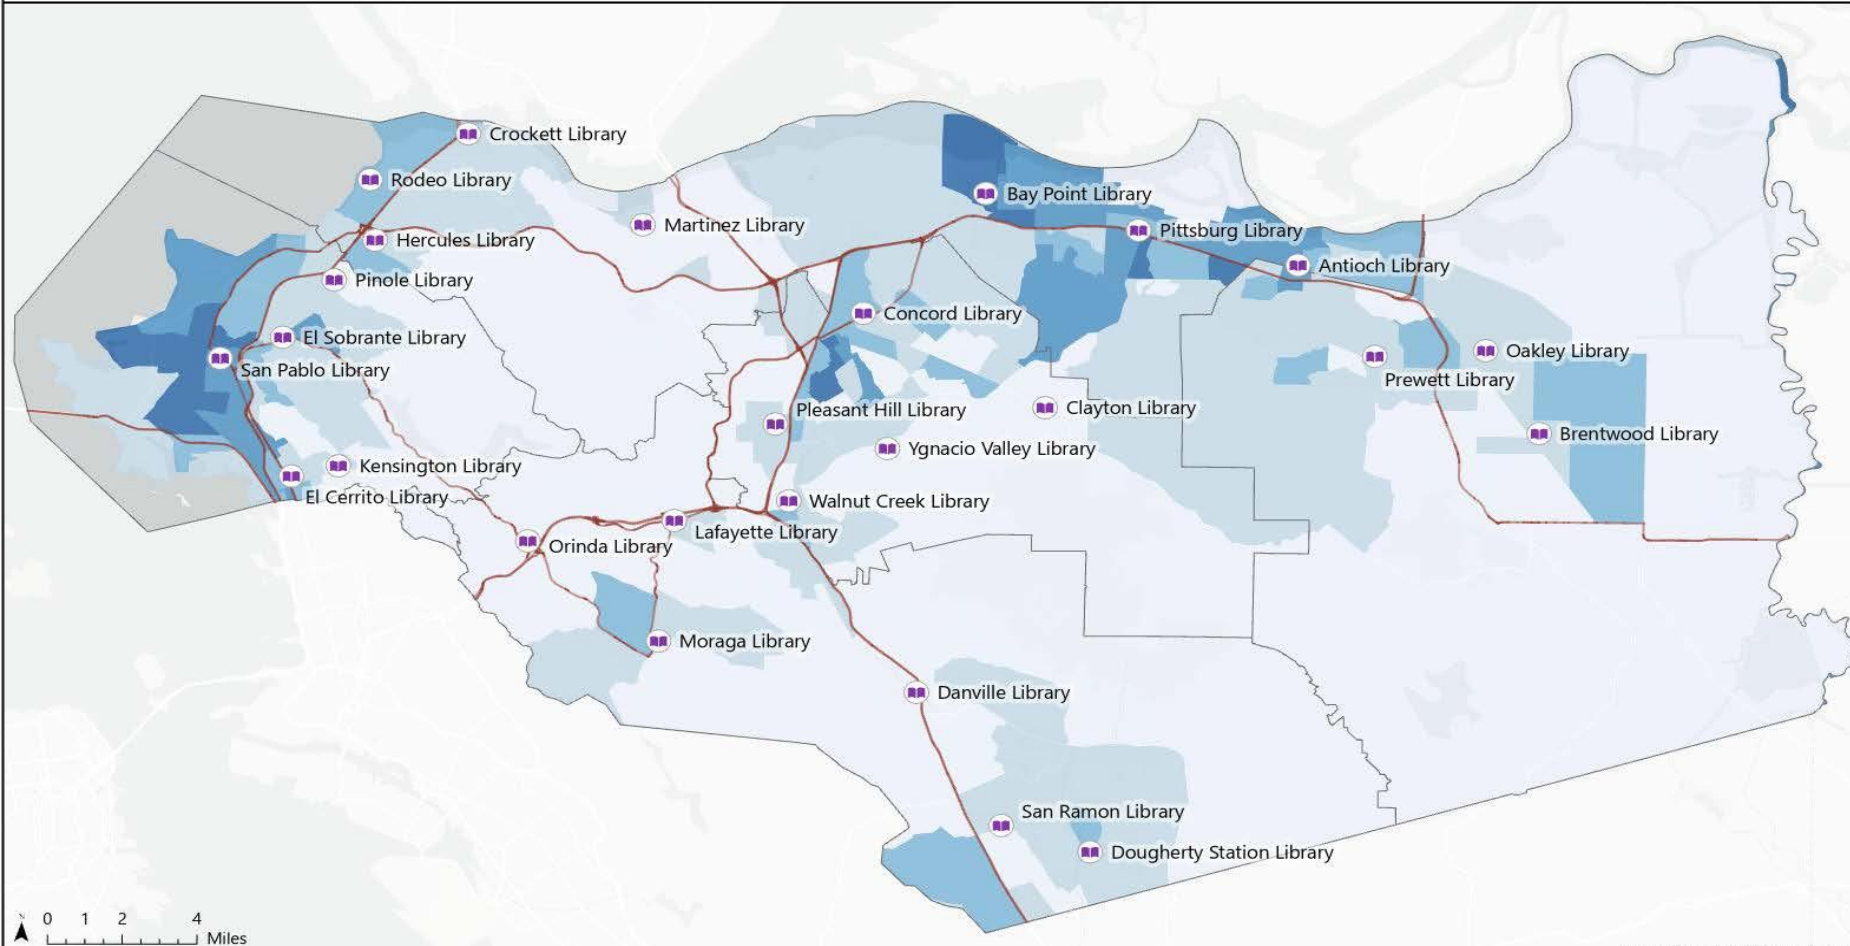 Crockett Library
Rodeo Library
Bay Point Library
Martinez Library
Pittsburg Library
Hercules Library
Antioch Library
Pinole Library
Concord Library
El Sobrante Library
Oakley Library
San Pablo Library
Prewett Library
Pleasant Hill Library
Clayton Library
Brentwood Library
Ygnacio Valley Library
Kensington Library
El Cerrito Library
Walnut Creek Library
Lafayette Library
Orinda Library
Moraga Library
Danville Library
San Ramon Library
Dougherty Station Library
N
0 1 2 4
Miles